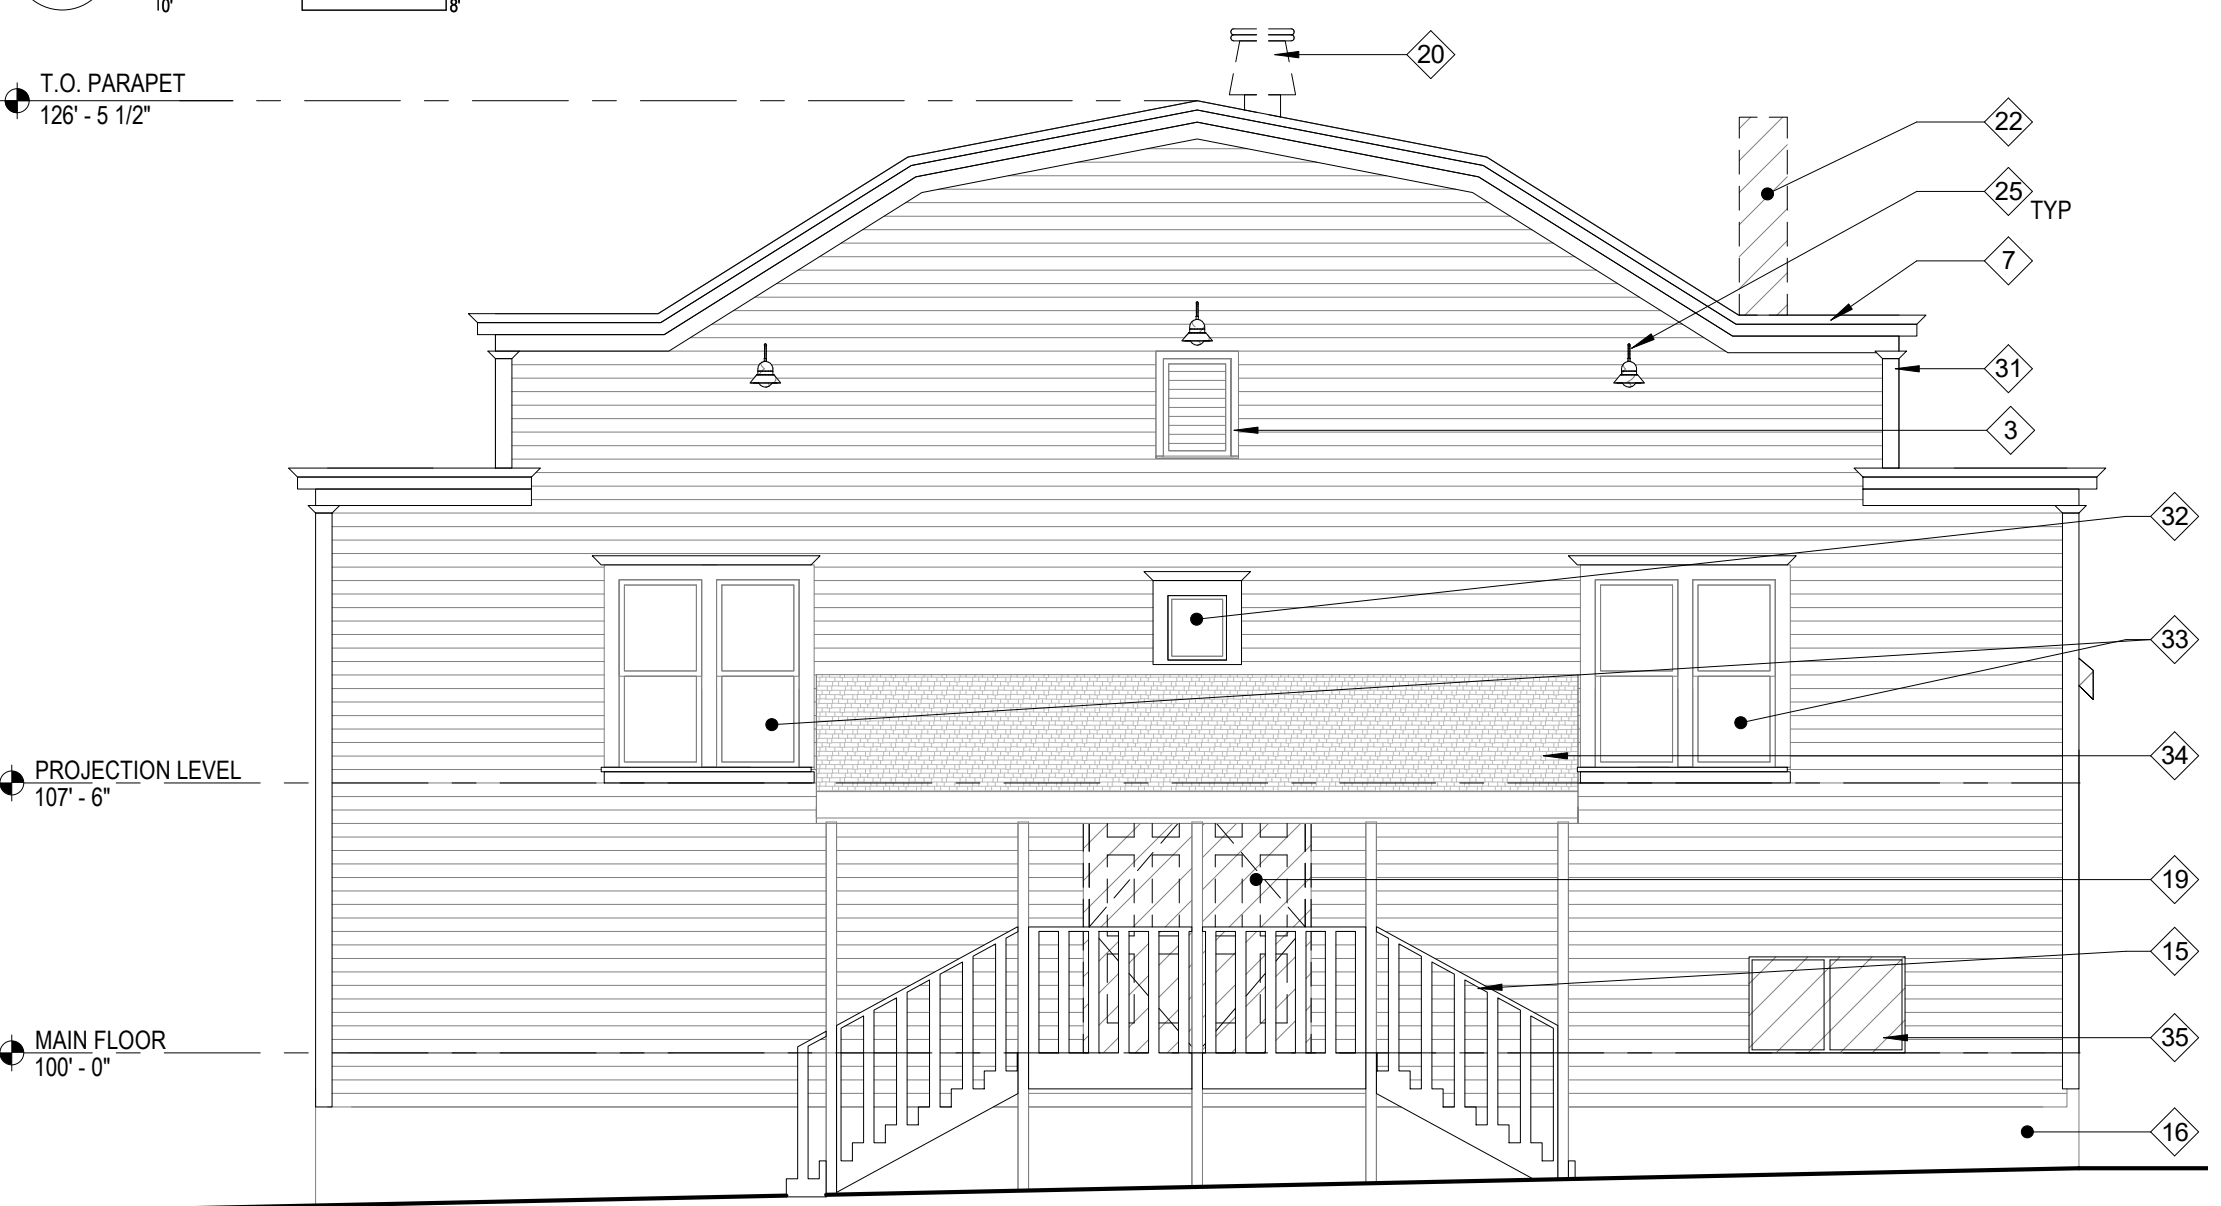 10'
8'
20
T.O. PARAPET
126' - 5 1/2"
22
25
TYP
7
31
3
32
33
34
PROJECTION LEVEL
107' - 6"
19
15
MAIN FLOOR
100' - 0"
35
16